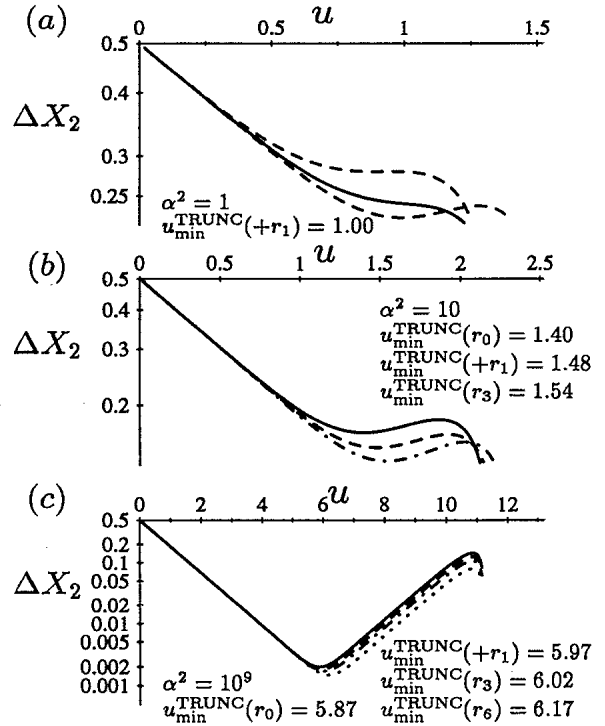 (a)
u
0 0.5 1 1.5
0.5
0.4
0.3
0.25
ΔX₂
α² = 1
u_min^TRUNC(+r₁) = 1.00
(b)
u
0 0.5 1 1.5 2 2.5
0.5
0.4
0.3
0.2
ΔX₂
α² = 10
u_min^TRUNC(r₀) = 1.40
u_min^TRUNC(+r₁) = 1.48
u_min^TRUNC(r₃) = 1.54
(c)
u
0 2 4 6 8 10 12
0.5
0.2
0.1
0.05
0.02
0.01
0.005
0.002
0.001
ΔX₂
α² = 10⁹
u_min^TRUNC(r₀) = 5.87
u_min^TRUNC(+r₁) = 5.97
u_min^TRUNC(r₃) = 6.02
u_min^TRUNC(r₆) = 6.17